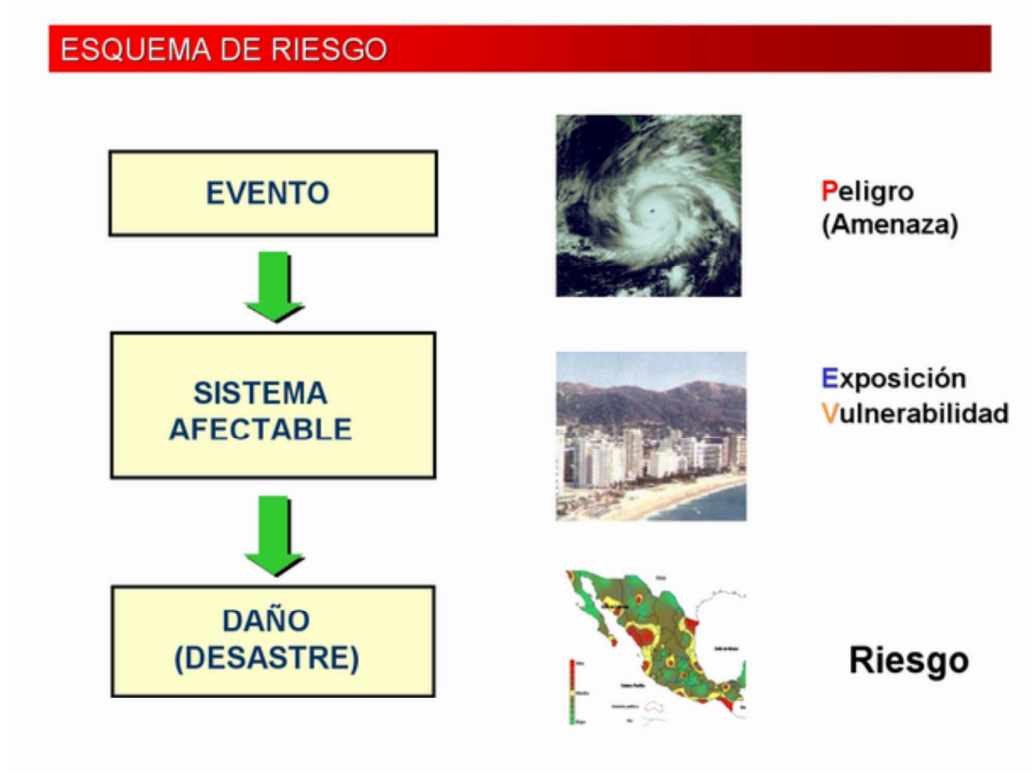 ESQUEMA DE RIESGO
EVENTO
Peligro
(Amenaza)
SISTEMA
AFECTABLE
Exposición
Vulnerabilidad
DAÑO
(DESASTRE)
Riesgo